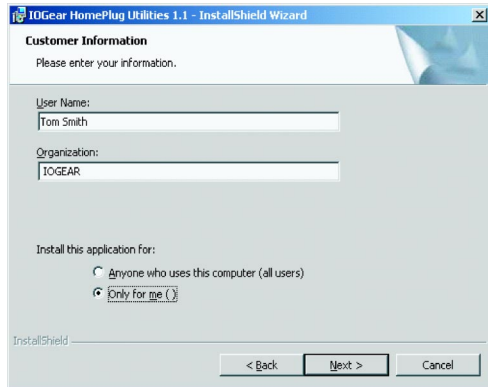 IOGear HomePlug Utilities 1.1 - InstallShield Wizard
Customer Information
Please enter your information.
User Name:
Tom Smith
Organization:
IOGEAR
Install this application for:
Anyone who uses this computer (all users)
Only for me ( )
InstallShield
< Back Next > Cancel